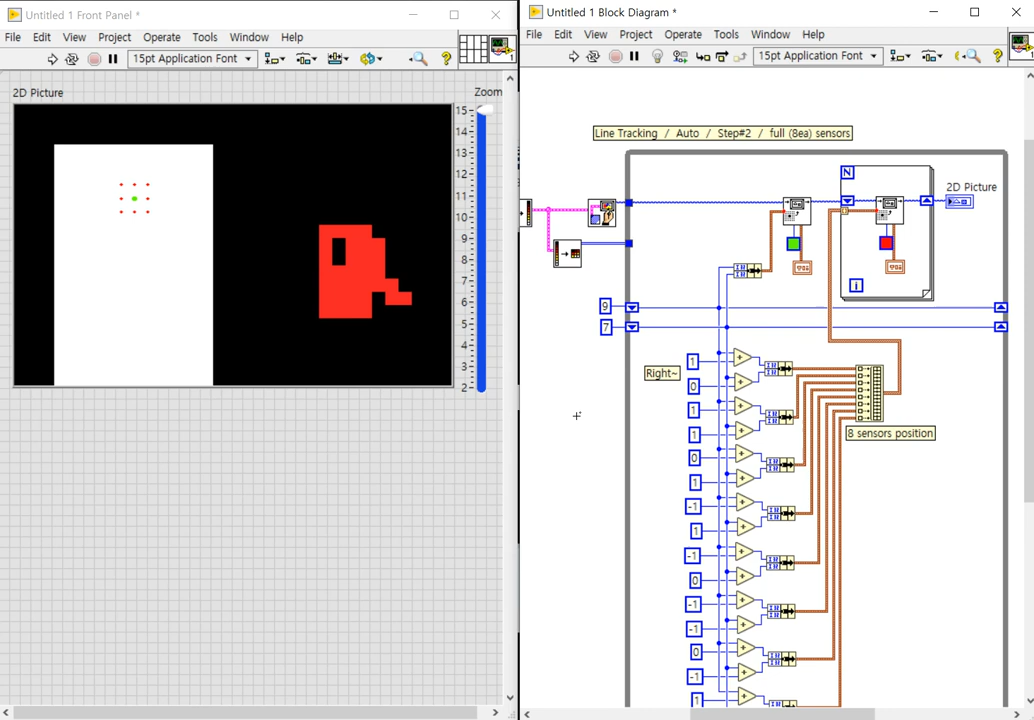 Untitled 1 Front Panel *
File Edit View Project Operate Tools Window Help
15pt Application Font
2D Picture
Zoom
15
14
13
12
11
10
9
8
7
6
5
4
3
2
Untitled 1 Block Diagram *
File Edit View Project Operate Tools Window Help
15pt Application Font
Line Tracking / Auto / Step#2 / full (8ea) sensors
N
2D Picture
i
9
7
Right~
1
0
1
1
0
1
-1
1
-1
0
-1
-1
0
-1
1
8 sensors position